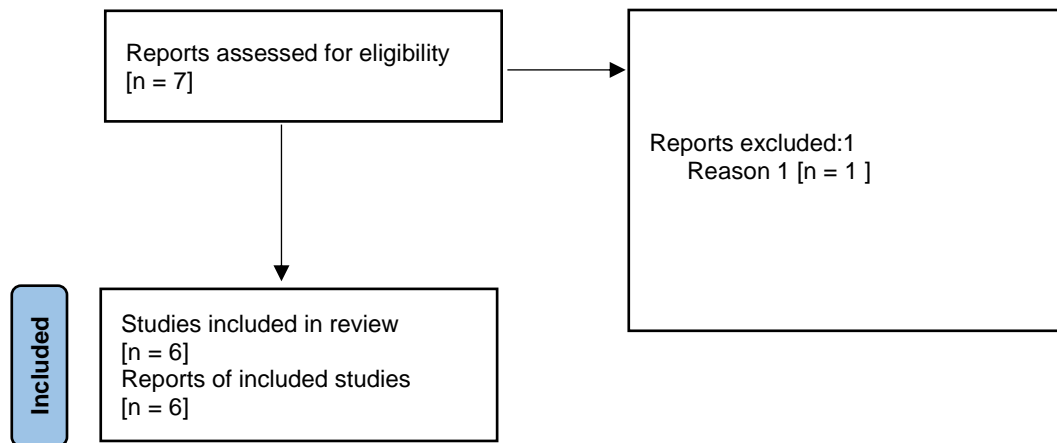 Reports assessed for eligibility
[n = 7]
Reports excluded:1
Reason 1 [n = 1 ]
Included
Studies included in review
[n = 6]
Reports of included studies
[n = 6]